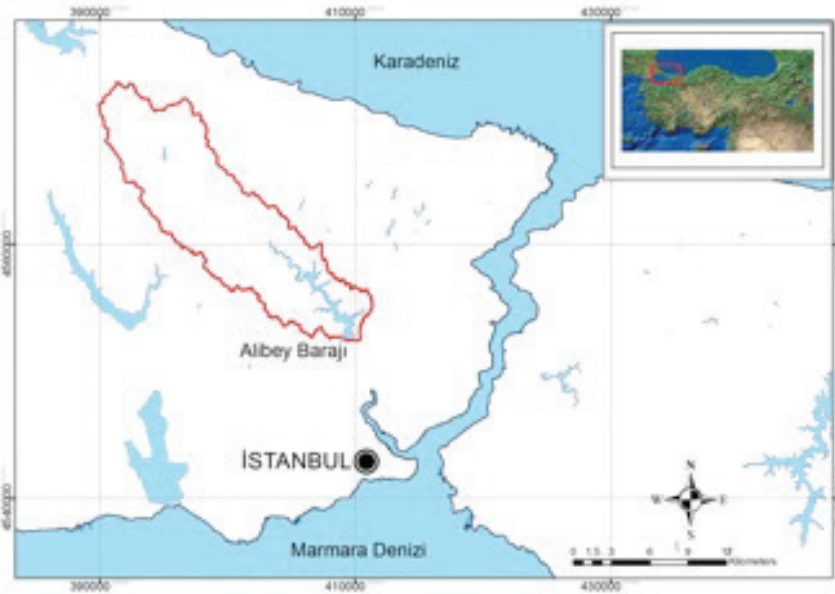 390000 410000 430000
Karadeniz
4560000
Alibey Barajı
İSTANBUL
N
W E
S
4540000
Marmara Denizi
0 1.5 3 6 9 12
Kilometers
390000 410000 430000